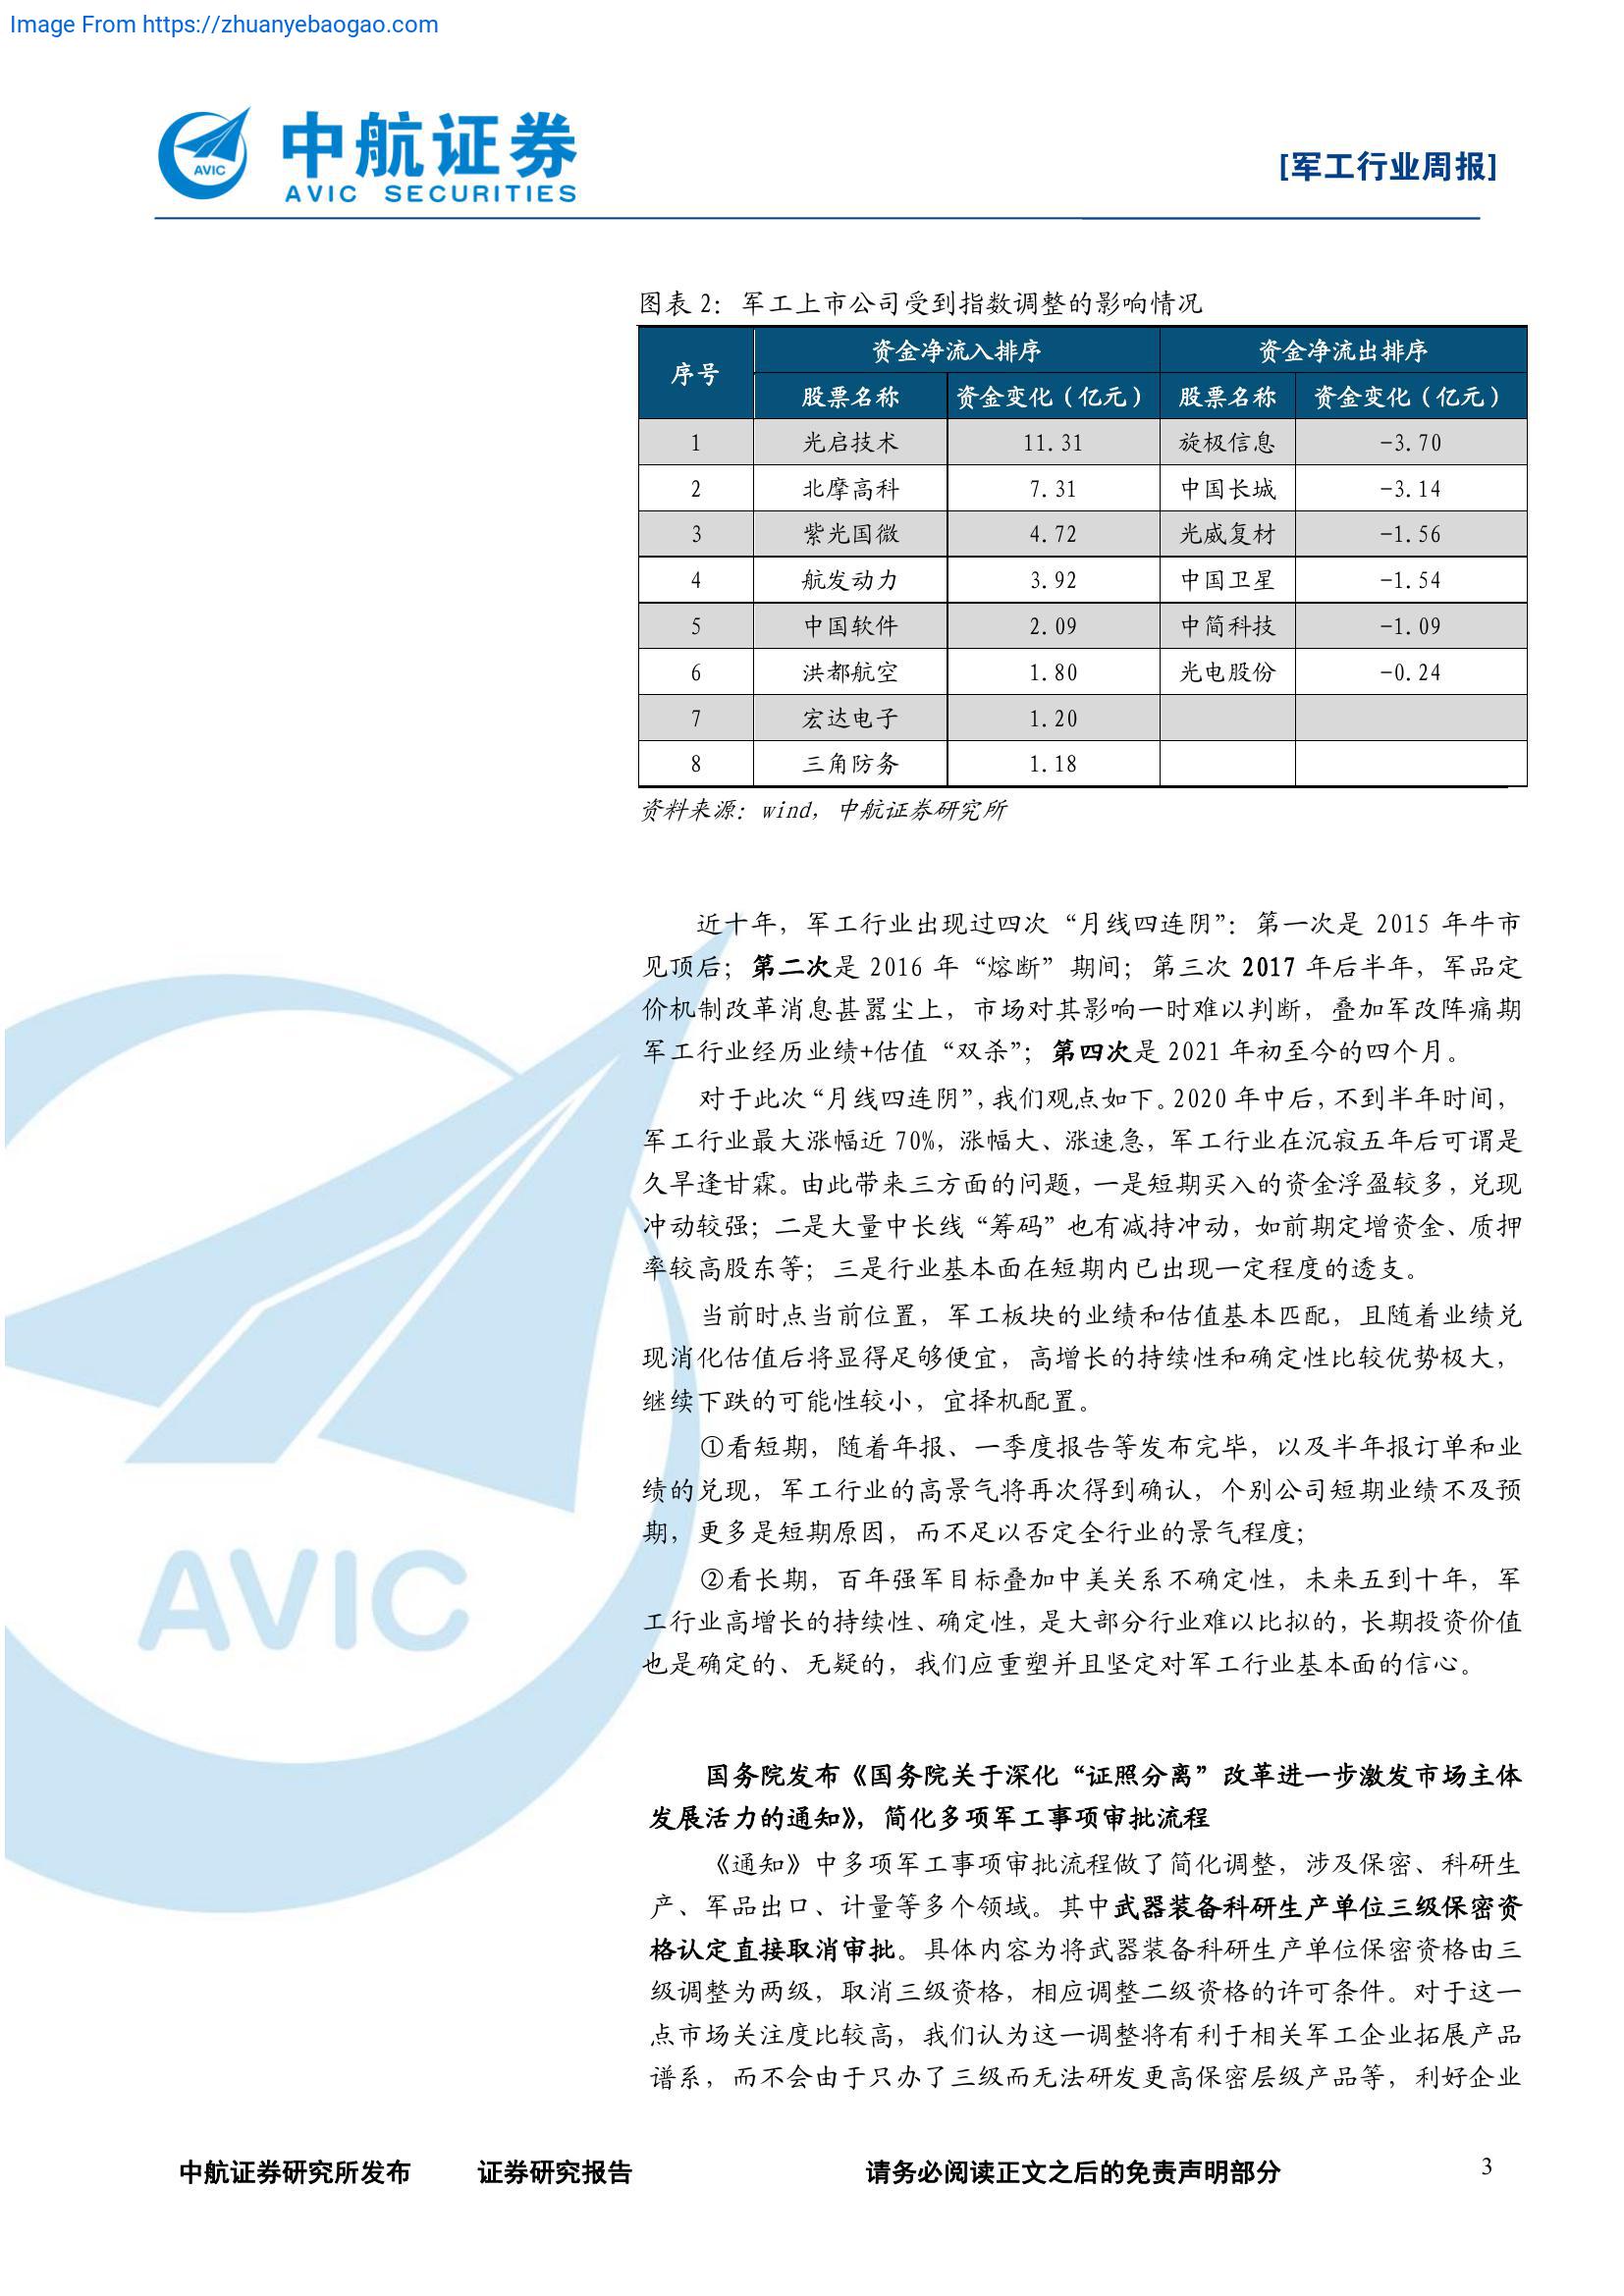 Image From https://zhuanyebaogao.com
AVIC
中航证券
AVIC SECURITIES
[军工行业周报]
图表 2：军工上市公司受到指数调整的影响情况
序号 资金净流入排序 资金净流出排序
股票名称 资金变化（亿元） 股票名称 资金变化（亿元）
1 光启技术 11.31 旋极信息 -3.70
2 北摩高科 7.31 中国长城 -3.14
3 紫光国微 4.72 光威复材 -1.56
4 航发动力 3.92 中国卫星 -1.54
5 中国软件 2.09 中简科技 -1.09
6 洪都航空 1.80 光电股份 -0.24
7 宏达电子 1.20
8 三角防务 1.18
资料来源：wind，中航证券研究所
近十年，军工行业出现过四次“月线四连阴”：第一次是 2015 年牛市
见顶后；第二次是 2016 年“熔断”期间；第三次 2017 年后半年，军品定
价机制改革消息甚嚣尘上，市场对其影响一时难以判断，叠加军改阵痛期
军工行业经历业绩+估值“双杀”；第四次是 2021 年初至今的四个月。
对于此次“月线四连阴”，我们观点如下。2020 年中后，不到半年时间，
军工行业最大涨幅近 70%，涨幅大、涨速急，军工行业在沉寂五年后可谓是
久旱逢甘霖。由此带来三方面的问题，一是短期买入的资金浮盈较多，兑现
冲动较强；二是大量中长线“筹码”也有减持冲动，如前期定增资金、质押
率较高股东等；三是行业基本面在短期内已出现一定程度的透支。
当前时点当前位置，军工板块的业绩和估值基本匹配，且随着业绩兑
现消化估值后将显得足够便宜，高增长的持续性和确定性比较优势极大，
继续下跌的可能性较小，宜择机配置。
①看短期，随着年报、一季度报告等发布完毕，以及半年报订单和业
绩的兑现，军工行业的高景气将再次得到确认，个别公司短期业绩不及预
期，更多是短期原因，而不足以否定全行业的景气程度；
②看长期，百年强军目标叠加中美关系不确定性，未来五到十年，军
工行业高增长的持续性、确定性，是大部分行业难以比拟的，长期投资价值
也是确定的、无疑的，我们应重塑并且坚定对军工行业基本面的信心。
AVIC
国务院发布《国务院关于深化“证照分离”改革进一步激发市场主体
发展活力的通知》，简化多项军工事项审批流程
《通知》中多项军工事项审批流程做了简化调整，涉及保密、科研生
产、军品出口、计量等多个领域。其中武器装备科研生产单位三级保密资
格认定直接取消审批。具体内容为将武器装备科研生产单位保密资格由三
级调整为两级，取消三级资格，相应调整二级资格的许可条件。对于这一
点市场关注度比较高，我们认为这一调整将有利于相关军工企业拓展产品
谱系，而不会由于只办了三级而无法研发更高保密层级产品等，利好企业
中航证券研究所发布 证券研究报告 请务必阅读正文之后的免责声明部分 3